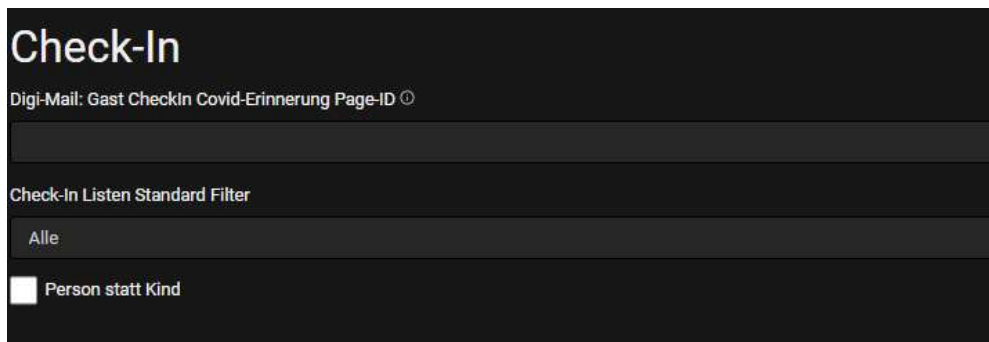 Check-In
Digi-Mail: Gast CheckIn Covid-Erinnerung Page-ID
Check-In Listen Standard Filter
Alle
Person statt Kind